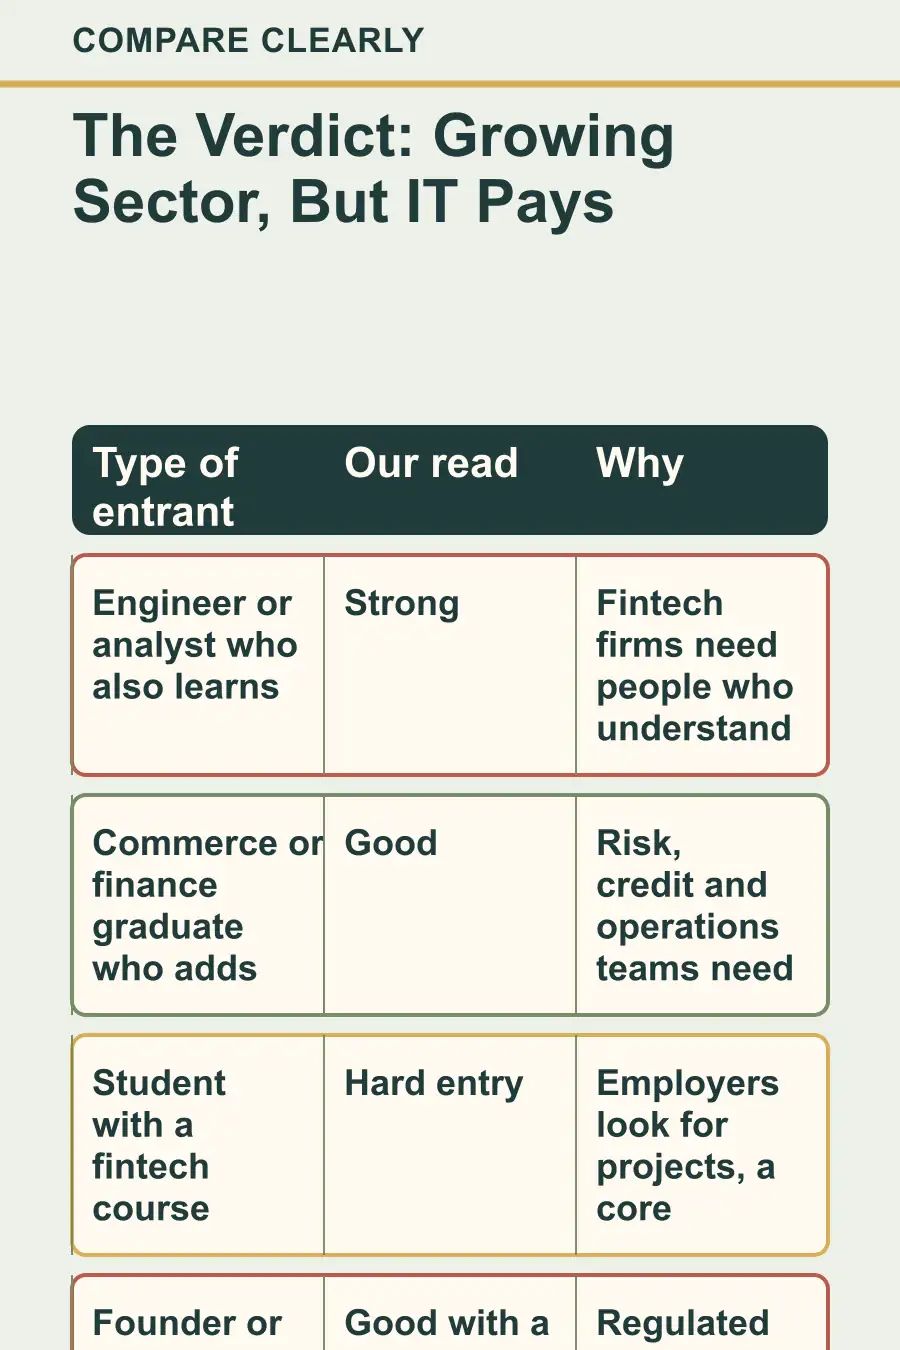 COMPARE CLEARLY
The Verdict: Growing
Sector, But IT Pays
Type of
entrant
Our read
Why
Engineer or
analyst who
also learns
Strong
Fintech
firms need
people who
understand
Commerce or
finance
graduate
who adds
Good
Risk,
credit and
operations
teams need
Student
with a
fintech
course
Hard entry
Employers
look for
projects, a
core
Founder or
Good with a
Regulated